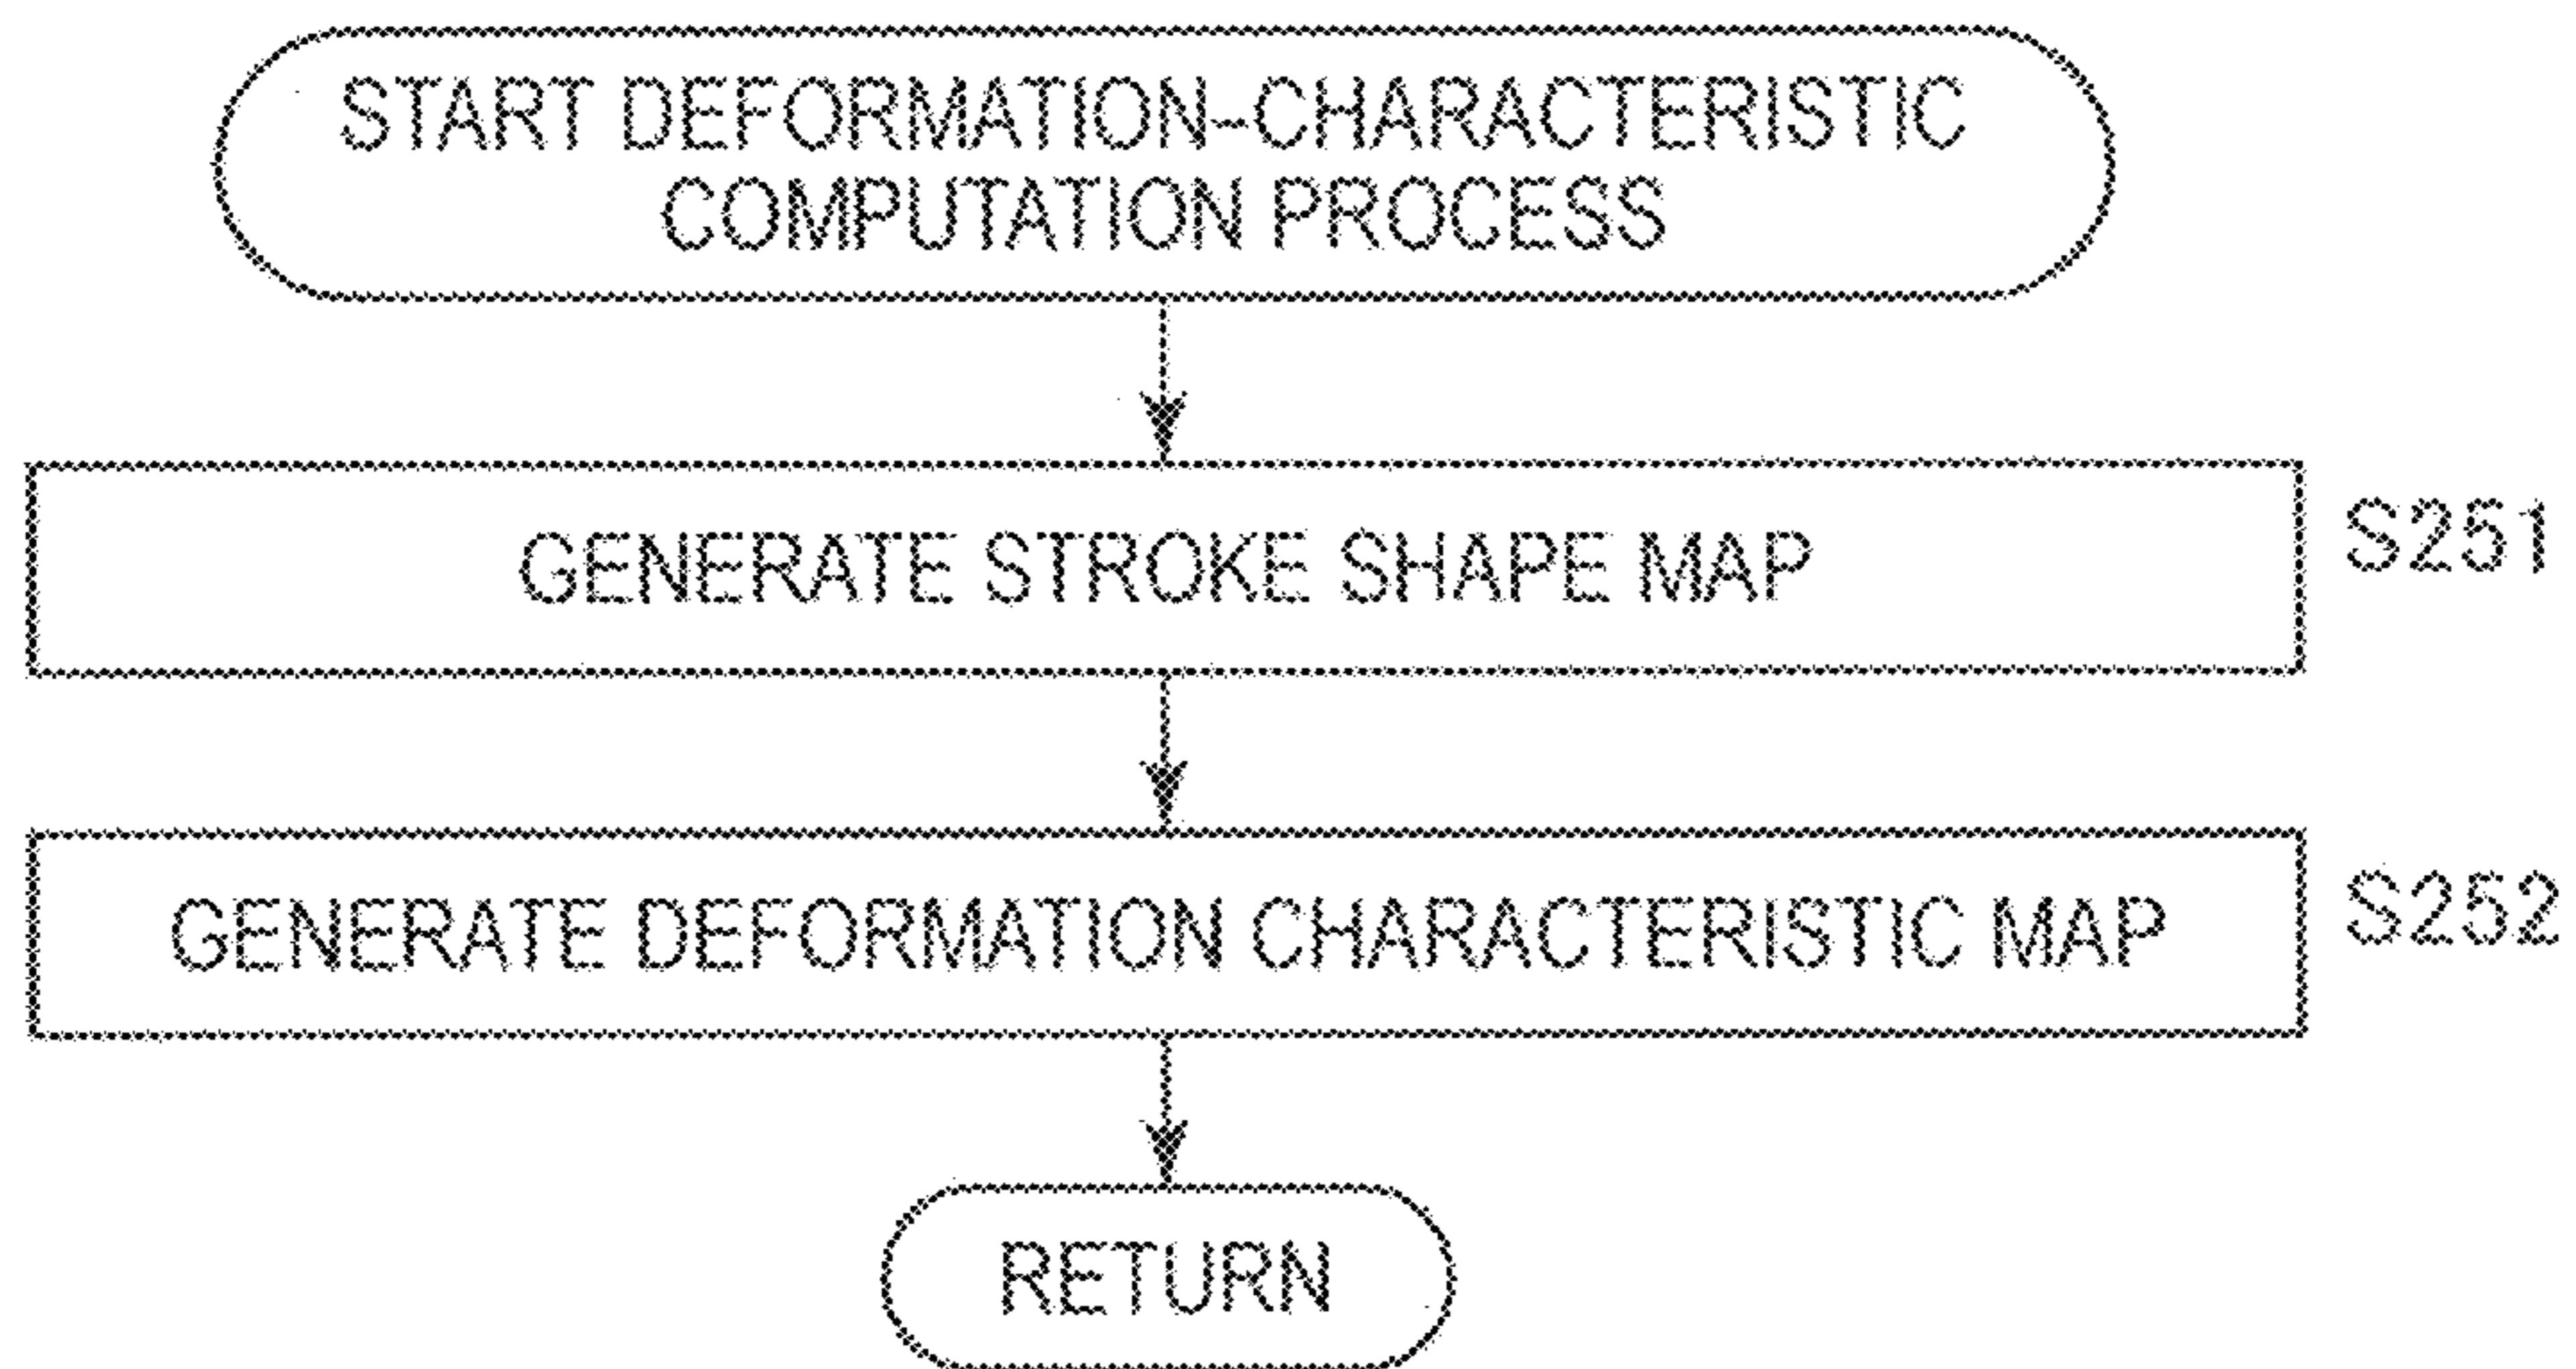 START DEFORMATION-CHARACTERISTIC
COMPUTATION PROCESS
GENERATE STROKE SHAPE MAP
S251
GENERATE DEFORMATION CHARACTERISTIC MAP
S252
RETURN